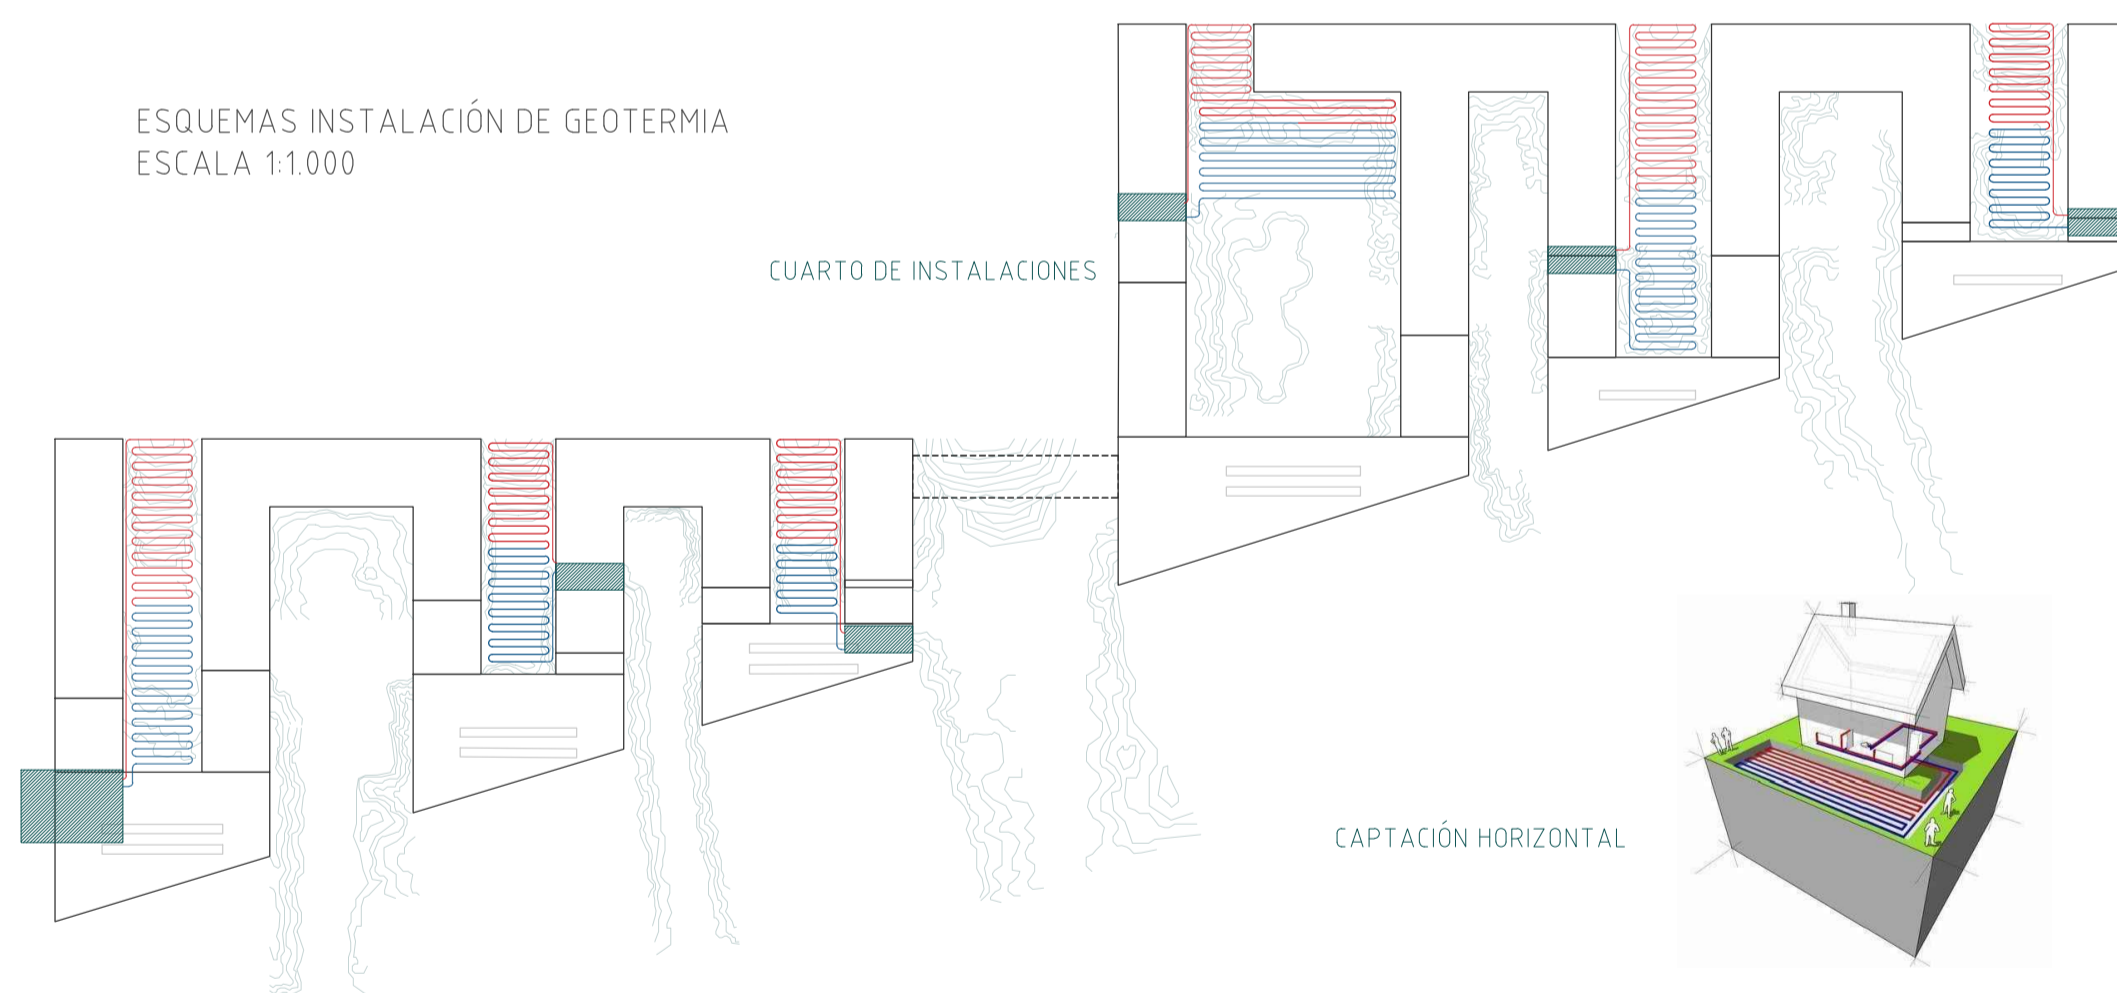 ESQUEMAS INSTALACIÓN DE GEOTERMIA
ESCALA 1:1.000
CUARTO DE INSTALACIONES
CAPTACIÓN HORIZONTAL